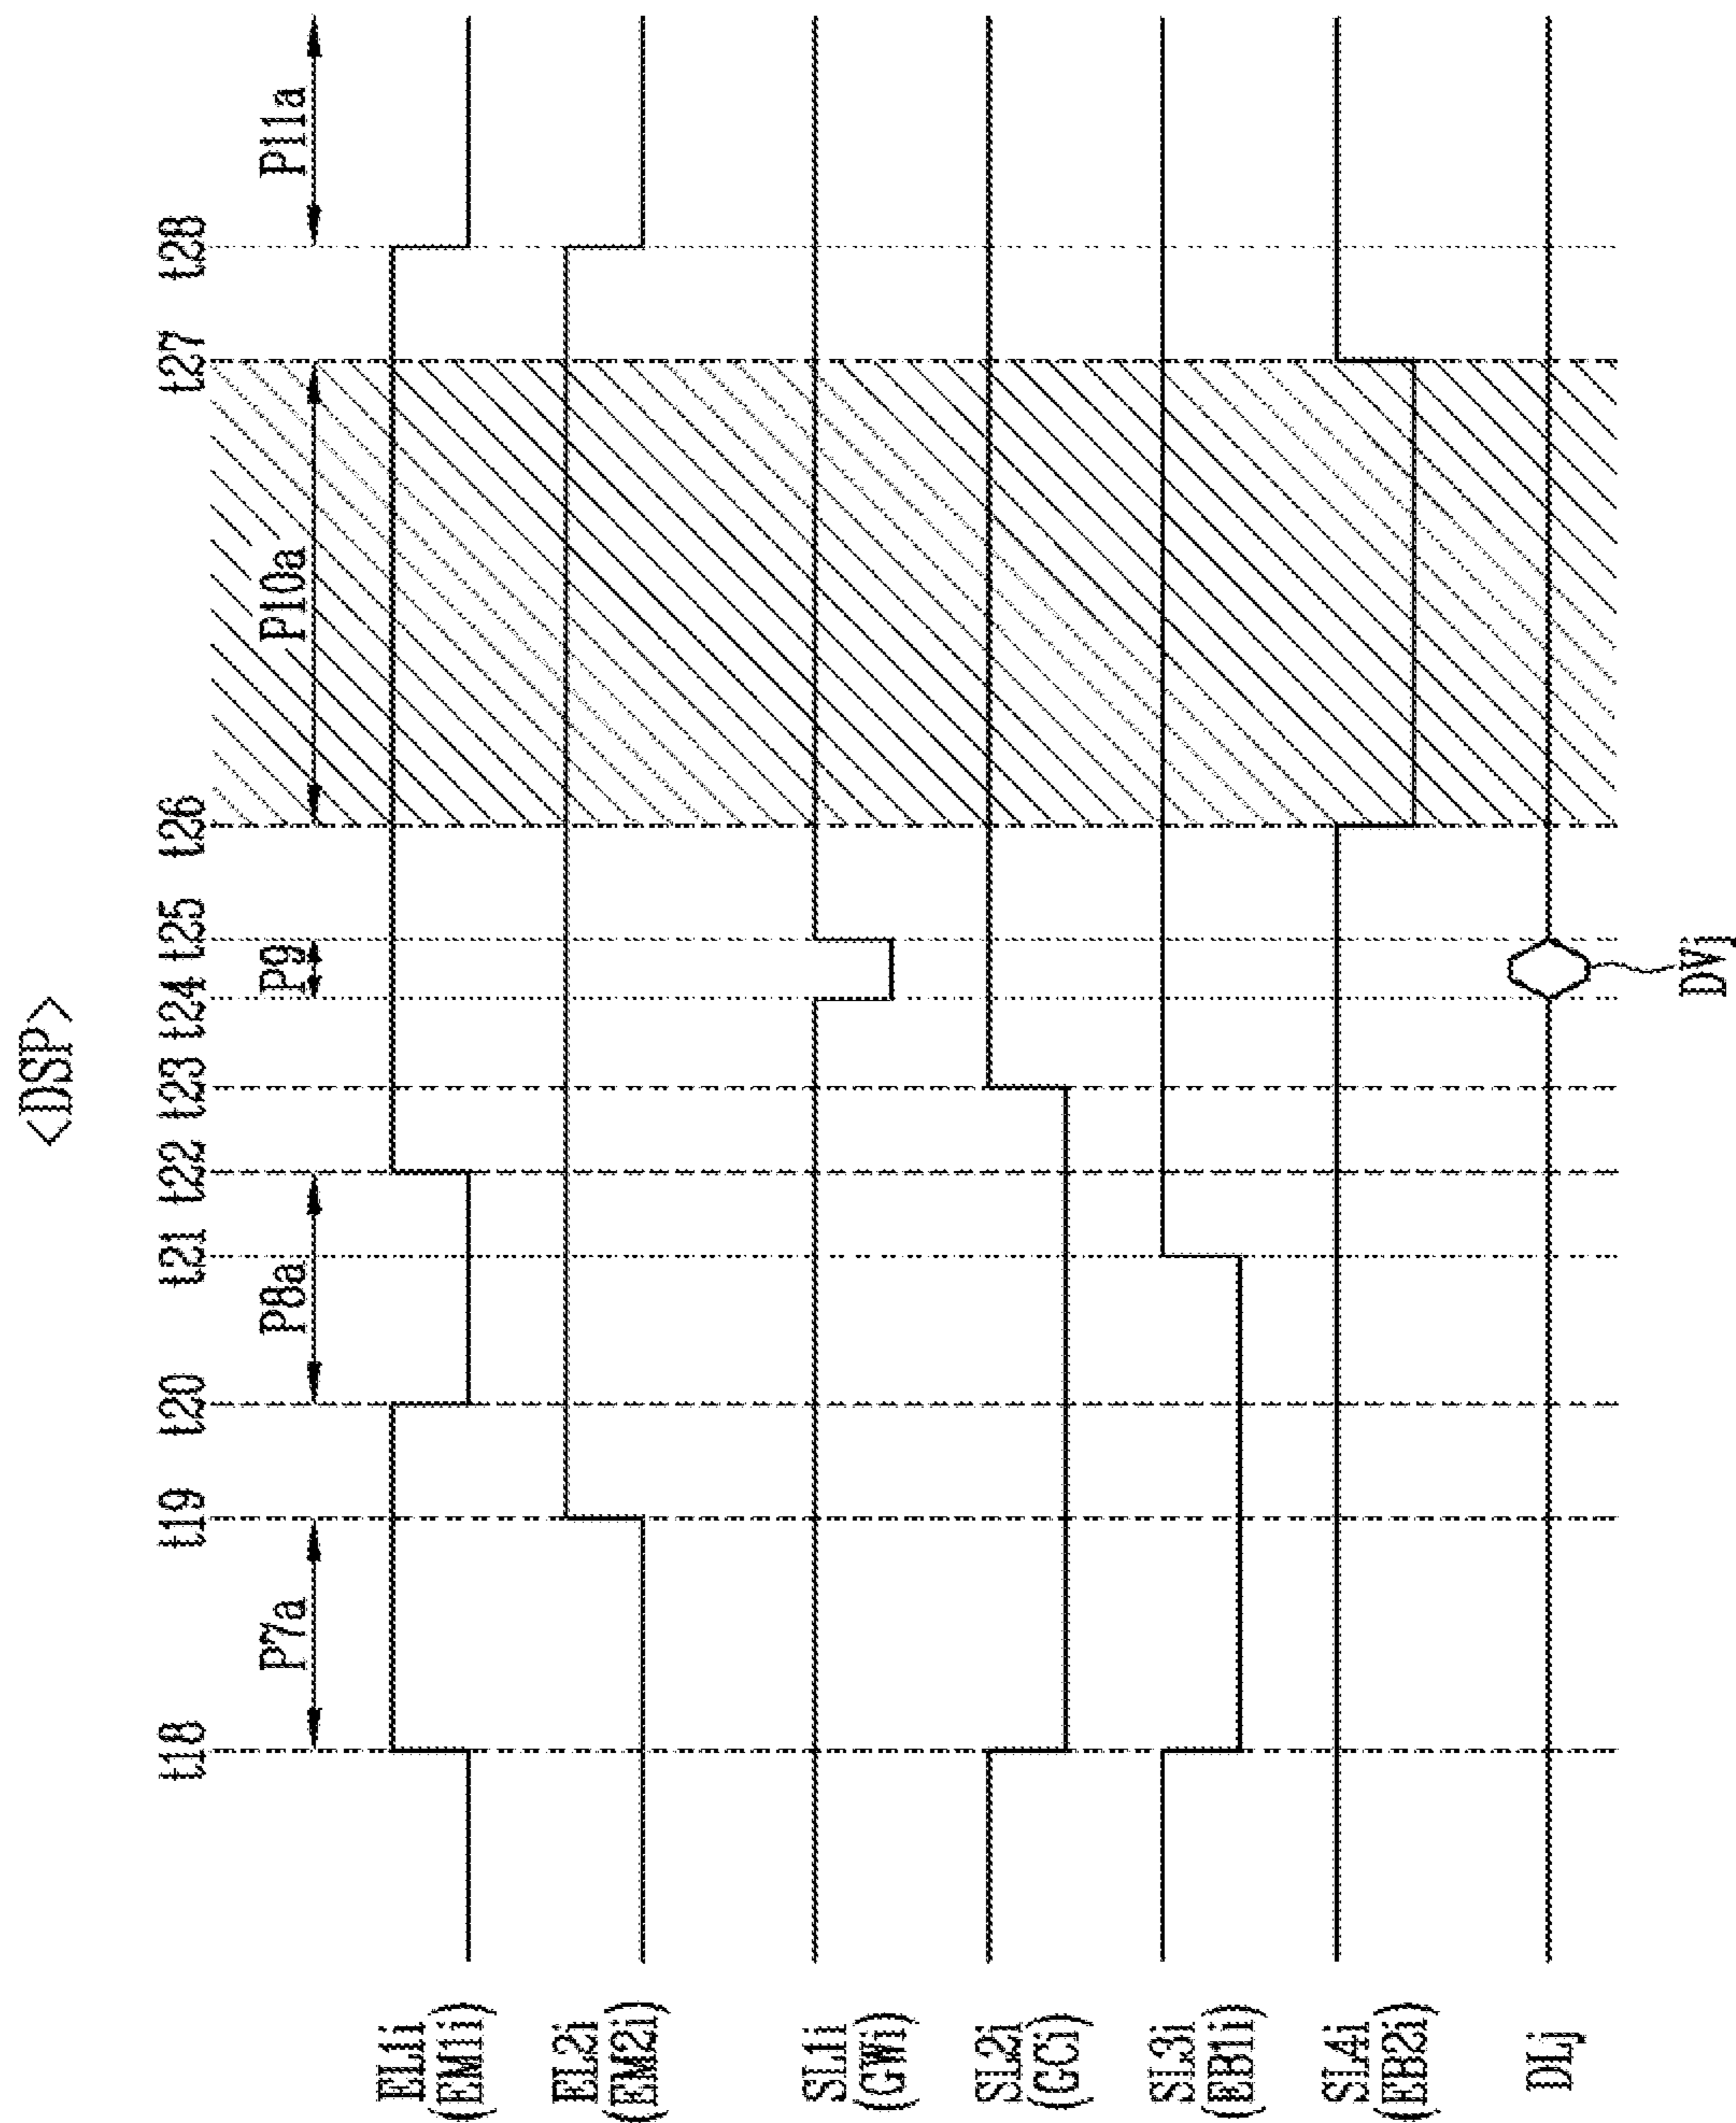 <DSP>
t18 t19 t20 t21 t22 t23 t24 t25 t26 t27 t28
P7a P8a P9 P10a P11a
EL1i
(EM1i)
EL2i
(EM2i)
SL1i
(GWi)
SL2i
(GCi)
SL3i
(EB1i)
SL4i
(EB2i)
DLj
DVj